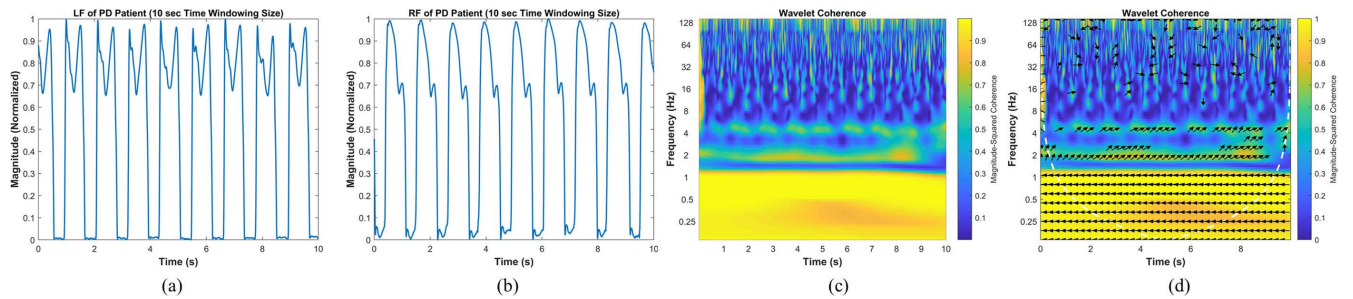 LF of PD Patient (10 sec Time Windowing Size)
Magnitude (Normalized)
1
0.9
0.8
0.7
0.6
0.5
0.4
0.3
0.2
0.1
0
0 2 4 6 8 10
Time (s)
(a)
RF of PD Patient (10 sec Time Windowing Size)
Magnitude (Normalized)
1
0.9
0.8
0.7
0.6
0.5
0.4
0.3
0.2
0.1
0
0 2 4 6 8 10
Time (s)
(b)
Wavelet Coherence
Frequency (Hz)
128
64
32
16
8
4
2
1
0.5
0.25
1 2 3 4 5 6 7 8 9 10
Time (s)
0.9
0.8
0.7
0.6
0.5
0.4
0.3
0.2
0.1
Magnitude-Squared Coherence
(c)
Wavelet Coherence
Frequency (Hz)
128
64
32
16
8
4
2
1
0.5
0.25
0 2 4 6 8
Time (s)
1
0.9
0.8
0.7
0.6
0.5
0.4
0.3
0.2
0.1
0
Magnitude-Squared Coherence
(d)